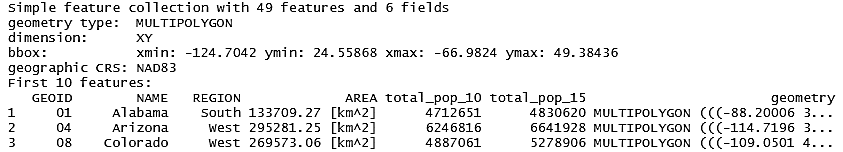 Simple feature collection with 49 features and 6 fields
geometry type:  MULTIPOLYGON
dimension:      XY
bbox:           xmin: -124.7042 ymin: 24.55868 xmax: -66.9824 ymax: 49.38436
geographic CRS: NAD83
First 10 features:
   GEOID        NAME   REGION             AREA total_pop_10 total_pop_15                       geometry
1     01     Alabama    South 133709.27 [km^2]      4712651      4830620 MULTIPOLYGON (((-88.20006 3...
2     04     Arizona     West 295281.25 [km^2]      6246816      6641928 MULTIPOLYGON (((-114.7196 3...
3     08    Colorado     West 269573.06 [km^2]      4887061      5278906 MULTIPOLYGON (((-109.0501 4...